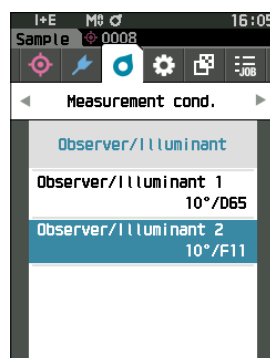 I+E M0 ♂ 16:05
Sample 0008
-JOB
Measurement cond.
Observer/Illuminant
Observer/Illuminant 1
10°/D65
Observer/Illuminant 2
10°/F11